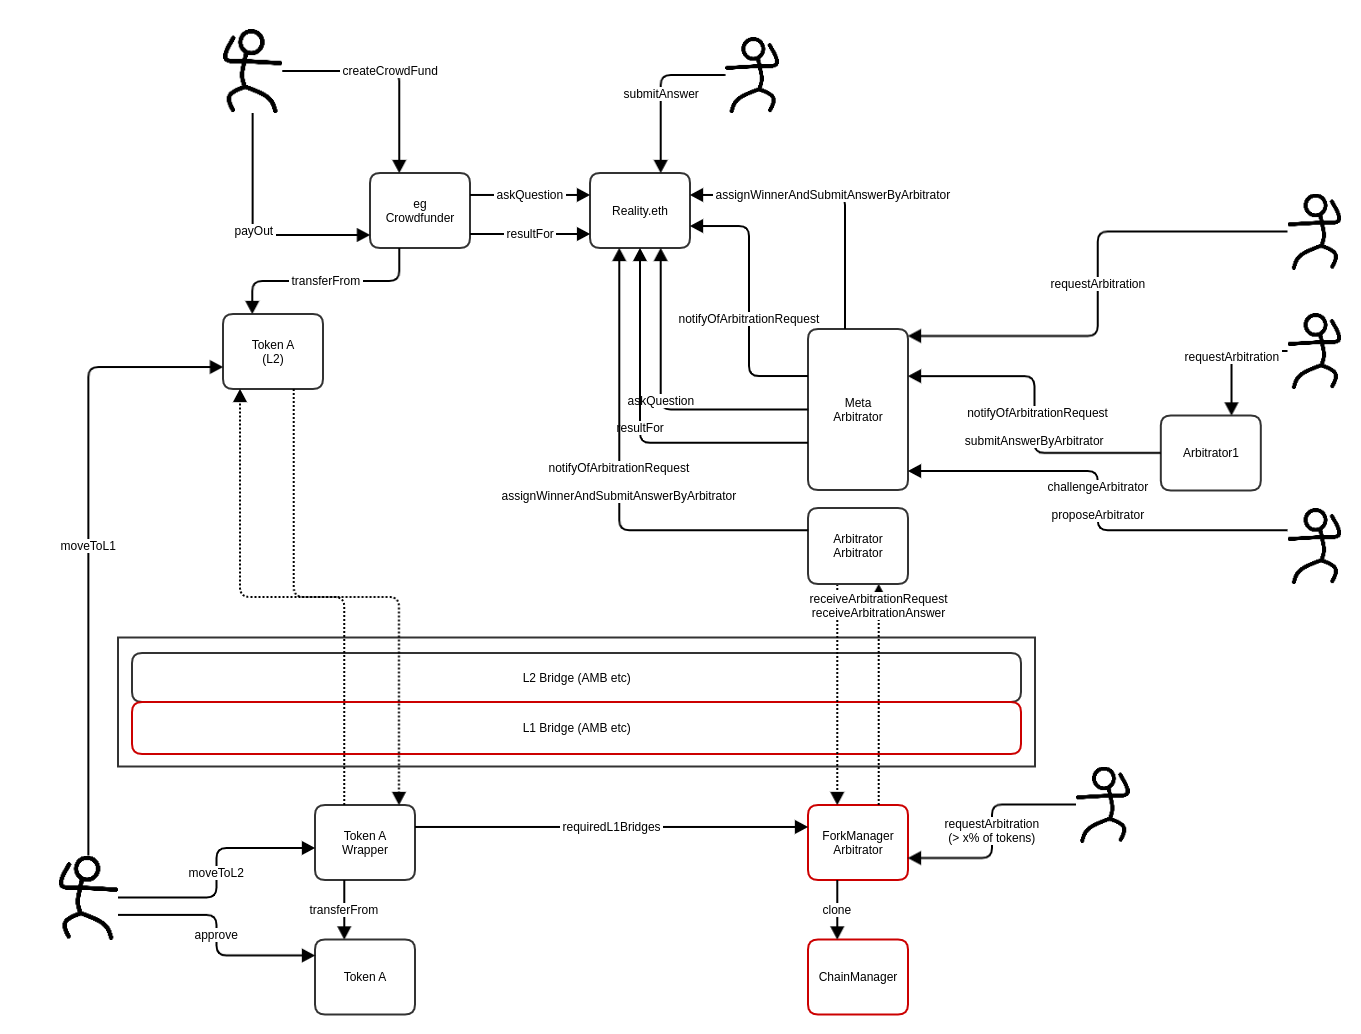 createCrowdFund
submitAnswer
askQuestion
assignWinnerAndSubmitAnswerByArbitrator
eg
Crowdfunder
Reality.eth
payOut
resultFor
transferFrom
requestArbitration
notifyOfArbitrationRequest
Token A
(L2)
requestArbitration
askQuestion
Meta
Arbitrator
notifyOfArbitrationRequest
resultFor
submitAnswerByArbitrator
Arbitrator1
notifyOfArbitrationRequest
challengeArbitrator
assignWinnerAndSubmitAnswerByArbitrator
proposeArbitrator
Arbitrator
Arbitrator
moveToL1
receiveArbitrationRequest
receiveArbitrationAnswer
L2 Bridge (AMB etc)
L1 Bridge (AMB etc)
Token A
Wrapper
requiredL1Bridges
ForkManager
Arbitrator
requestArbitration
(> x% of tokens)
moveToL2
transferFrom
clone
approve
Token A
ChainManager